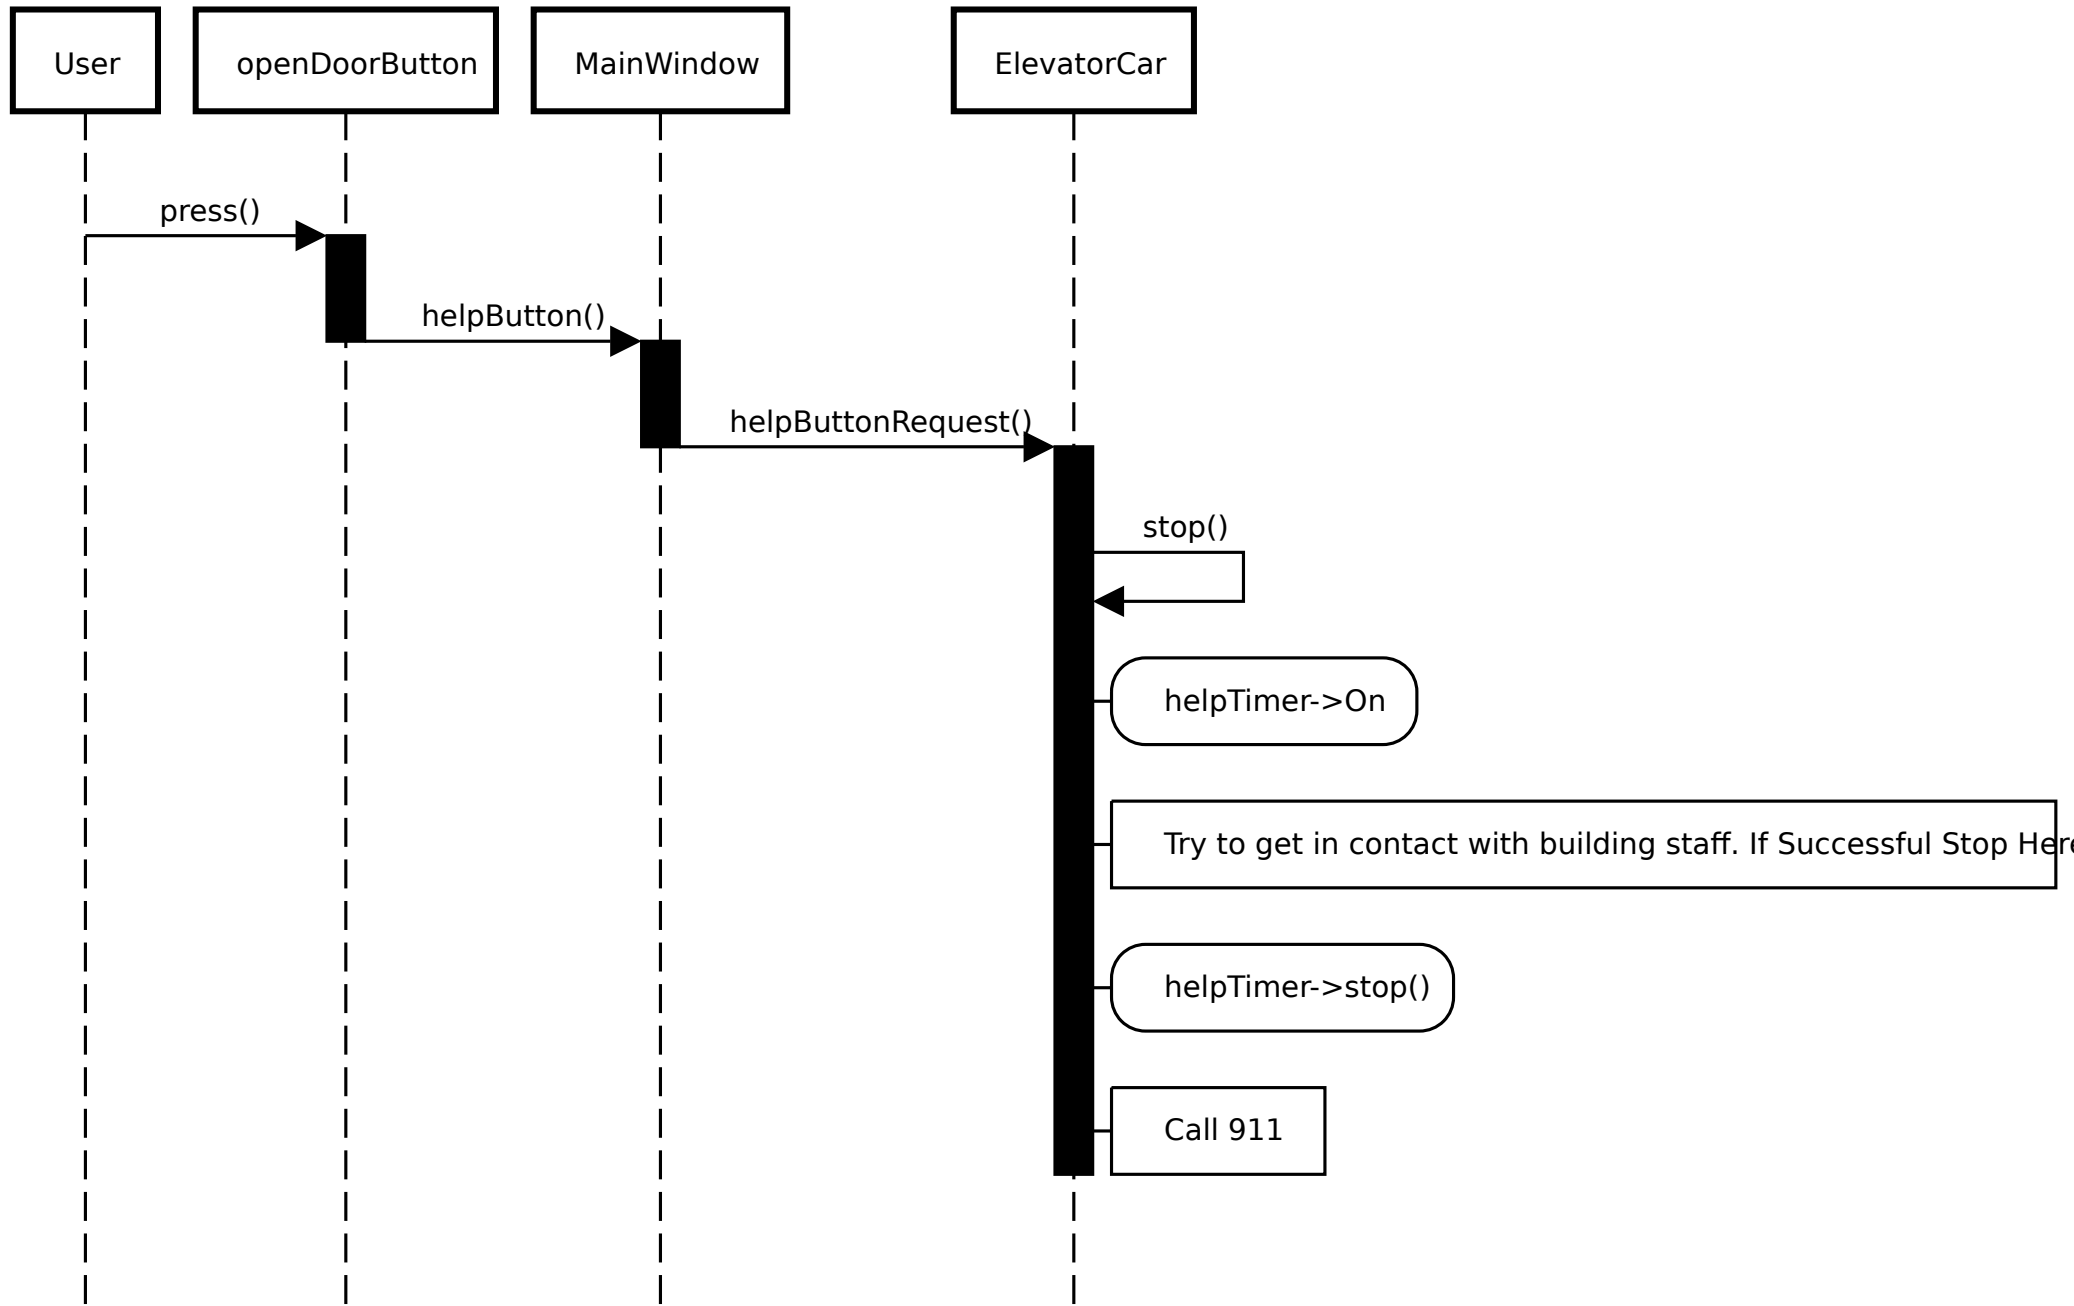 User
openDoorButton
MainWindow
ElevatorCar
press()
helpButton()
helpButtonRequest()
stop()
helpTimer->On
Try to get in contact with building staff. If Successful Stop Here
helpTimer->stop()
Call 911